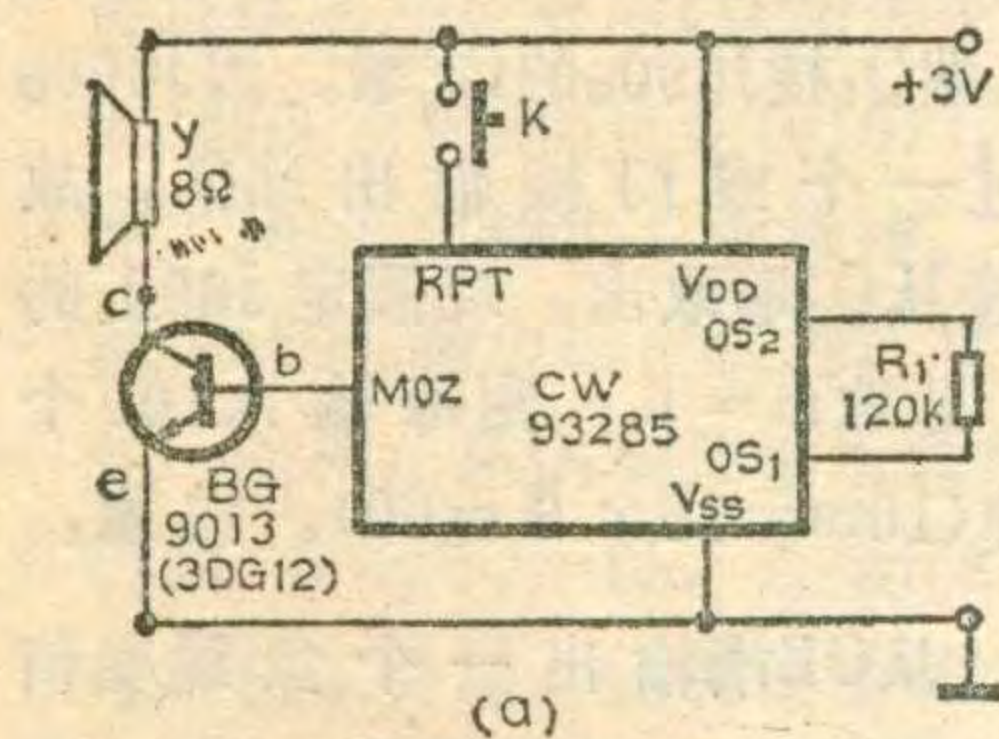 +3V
K
Y
8Ω
c
RPT
VDD
OS2
b
MOZ
CW
93285
R1
120k
OS1
VSS
e
BG
9013
(3DG12)
(a)